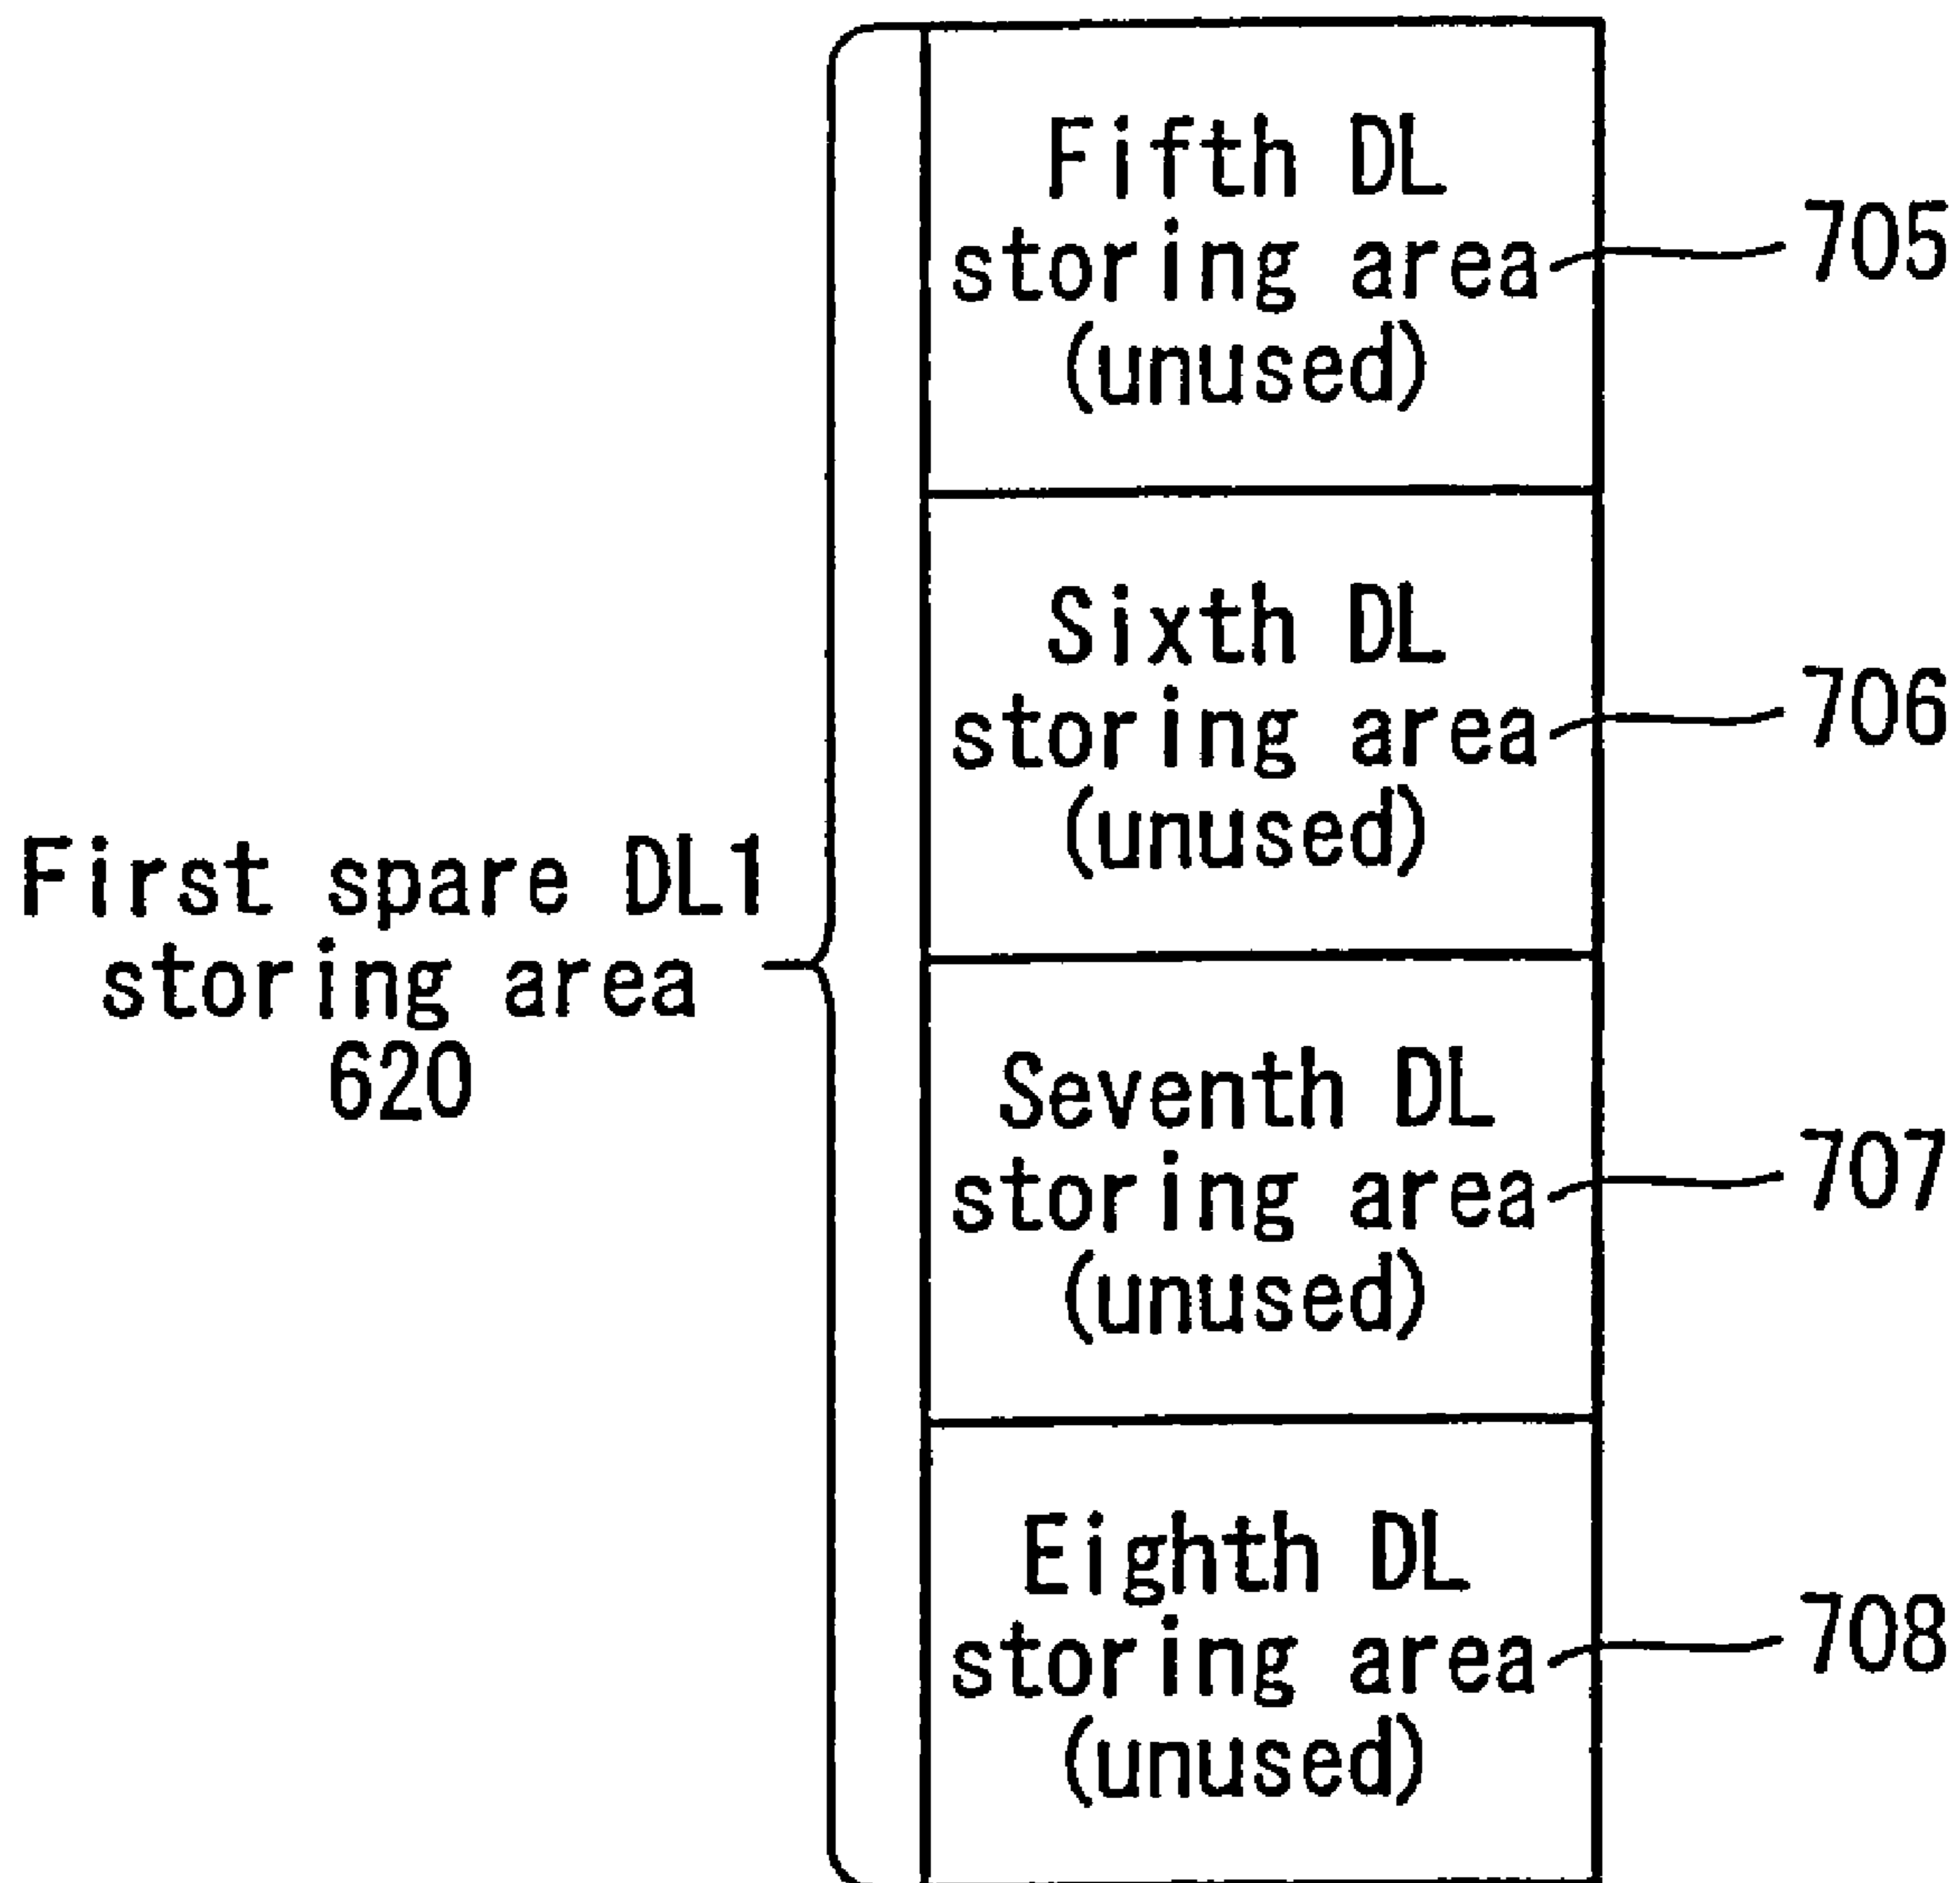 Fifth DL
storing area
(unused)
705
Sixth DL
storing area
(unused)
706
First spare DL1
storing area
620
Seventh DL
storing area
(unused)
707
Eighth DL
storing area
(unused)
708